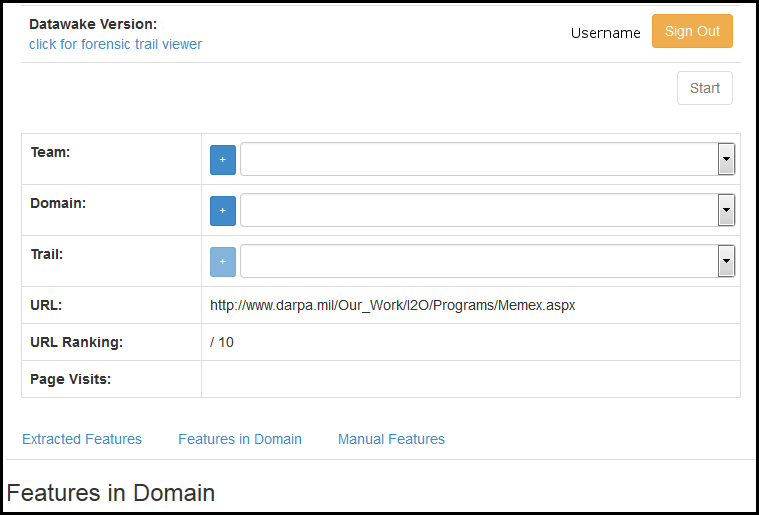 Datawake Version:
click for forensic trail viewer
Username
Sign Out
Start
Team:
+
Domain:
+
Trail:
+
URL:
http://www.darpa.mil/Our_Work/I2O/Programs/Memex.aspx
URL Ranking:
/ 10
Page Visits:
Extracted Features
Features in Domain
Manual Features
Features in Domain